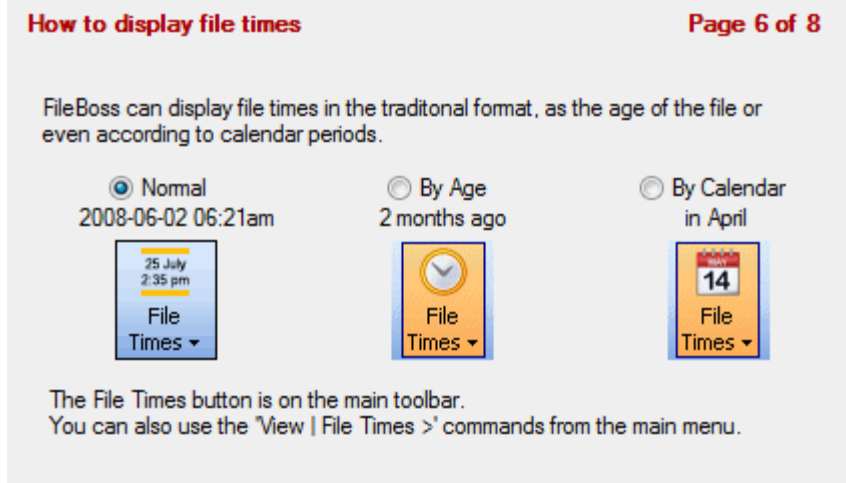 How to display file times Page 6 of 8
FileBoss can display file times in the traditonal format, as the age of the file or
even according to calendar periods.
Normal By Age By Calendar
2008-06-02 06:21am 2 months ago in April
25 July
2:35 pm
MAY
14
File File File
Times Times Times
The File Times button is on the main toolbar.
You can also use the 'View | File Times >' commands from the main menu.